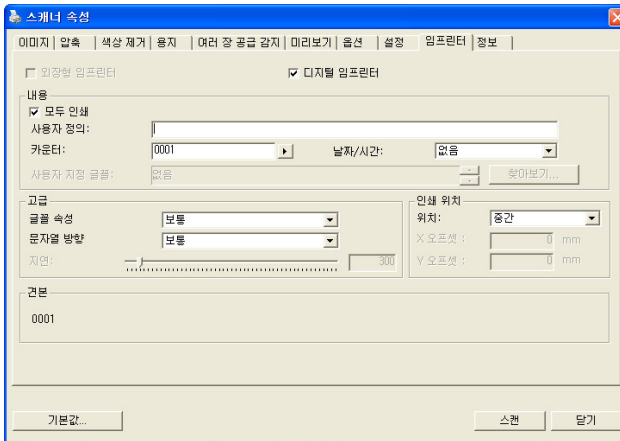 스캐너 속성
이미지 압축 색상 제거 용지 여러 장 공급 감지 미리보기 옵션 설정 임프린터 정보
외장형 임프린터 디지털 임프린터
내용
모두 인쇄
사용자 정의:
카운터: 0001 날짜/시간: 없음
사용자 지정 글꼴: 없음 찾아보기...
고급 인쇄 위치
글꼴 속성 보통 위치: 중간
문자열 방향 보통 X 오프셋 : 0 mm
지연: 300 Y 오프셋 : 0 mm
견본
0001
기본값... 스캔 닫기